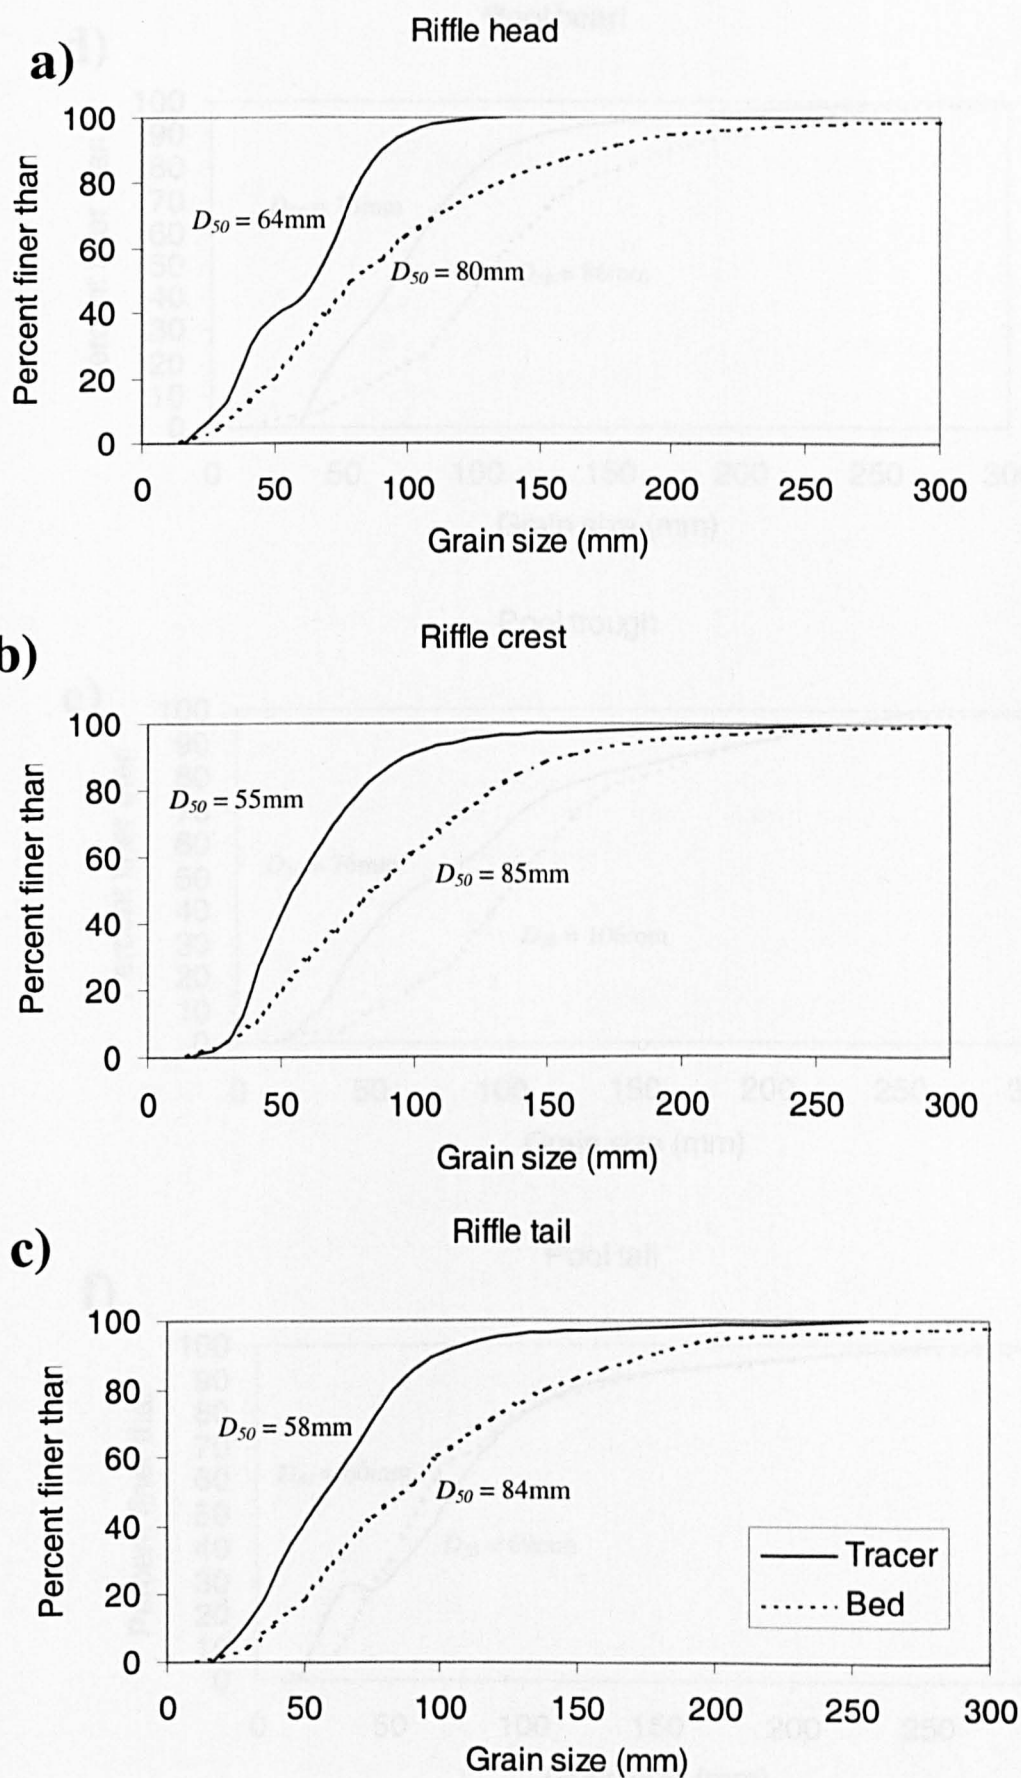 Riffle head
a)
Percent finer than
100
80
60
40
20
0
D50 = 64mm
D50 = 80mm
0 50 100 150 200 250 300
Grain size (mm)
Riffle crest
b)
Percent finer than
100
80
60
40
20
0
D50 = 55mm
D50 = 85mm
0 50 100 150 200 250 300
Grain size (mm)
Riffle tail
c)
Percent finer than
100
80
60
40
20
0
D50 = 58mm
D50 = 84mm
Tracer
Bed
0 50 100 150 200 250 300
Grain size (mm)